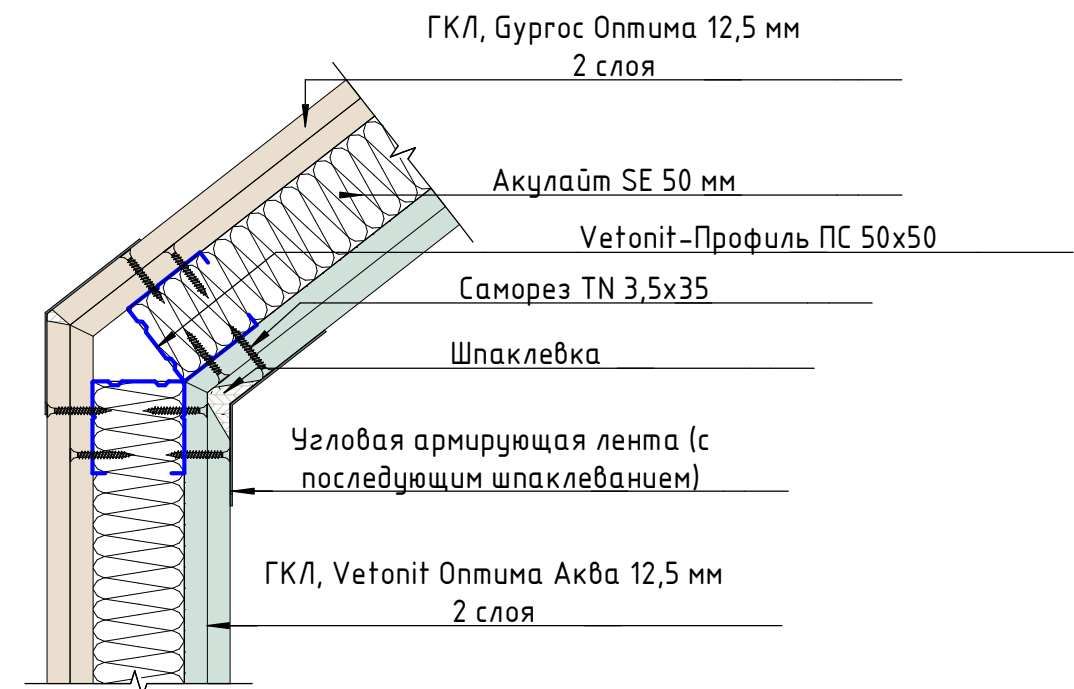 ГКЛ, Gyproc Оптима 12,5 мм
2 слоя
Акулайт SE 50 мм
Vetonit-Профиль ПС 50х50
Саморез TN 3,5х35
Шпаклевка
Угловая армирующая лента (с
последующим шпаклеванием)
ГКЛ, Vetonit Оптима Аква 12,5 мм
2 слоя